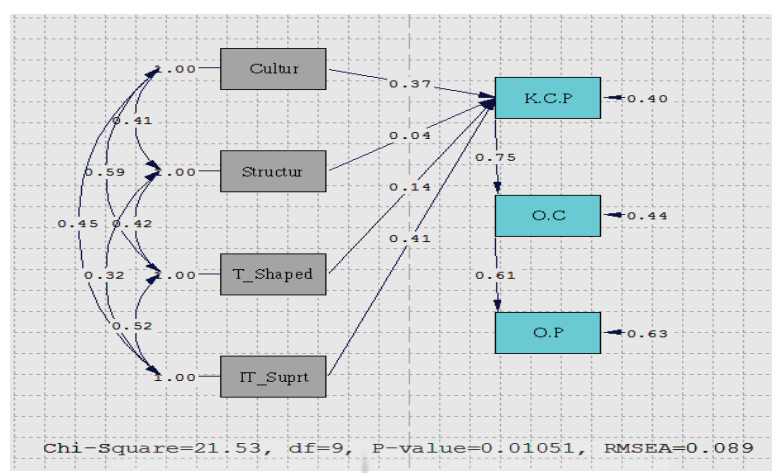 1.00
Cultur
0.37
K.C.P
0.40
0.41
0.04
0.75
0.59
1.00
Structur
0.14
O.C
0.44
0.45
0.42
0.41
0.32
1.00
T_Shaped
0.61
0.52
O.P
0.63
1.00
IT_Suprt
Chi-Square=21.53, df=9, P-value=0.01051, RMSEA=0.089